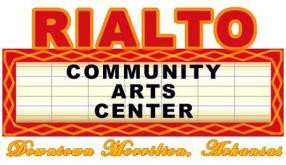 RIALTO
COMMUNITY
ARTS
CENTER
Downtown Morrilton, Arkansas